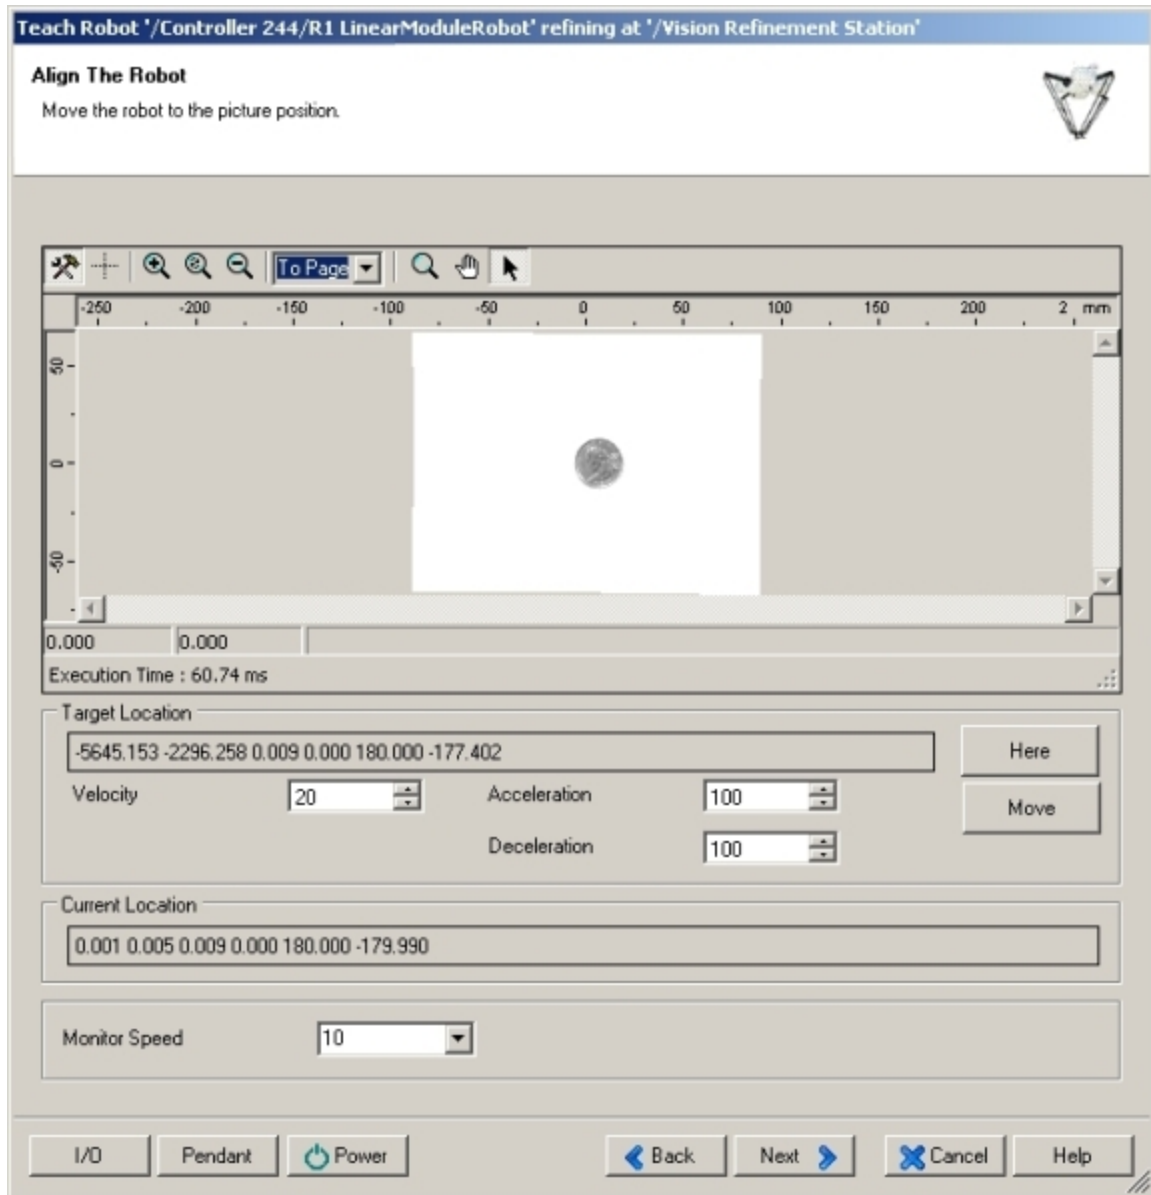 Teach Robot '/Controller 244/R1 LinearModuleRobot' refining at '/Vision Refinement Station'
Align The Robot
Move the robot to the picture position.
To Page
-250 -200 -150 -100 -50 0 50 100 150 200 2 mm
50
0
-50
0.000 0.000
Execution Time : 60.74 ms
Target Location
-5645.153 -2296.258 0.009 0.000 180.000 -177.402
Here
Velocity 20 Acceleration 100
Move
Deceleration 100
Current Location
0.001 0.005 0.009 0.000 180.000 -179.990
Monitor Speed 10
I/O Pendant Power Back Next Cancel Help